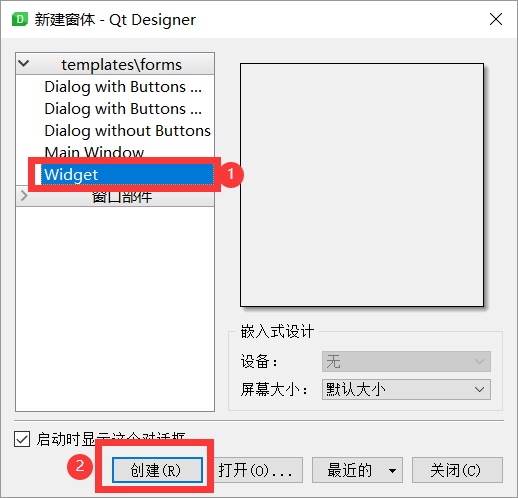 D 新建窗体 - Qt Designer
templates\forms
Dialog with Buttons ...
Dialog with Buttons ...
Dialog without Buttons
Main Window
Widget
1
窗口部件
嵌入式设计
设备： 无
屏幕大小： 默认大小
启动时显示这个对话框
2
创建(R) 打开(O)... 最近的 关闭(C)